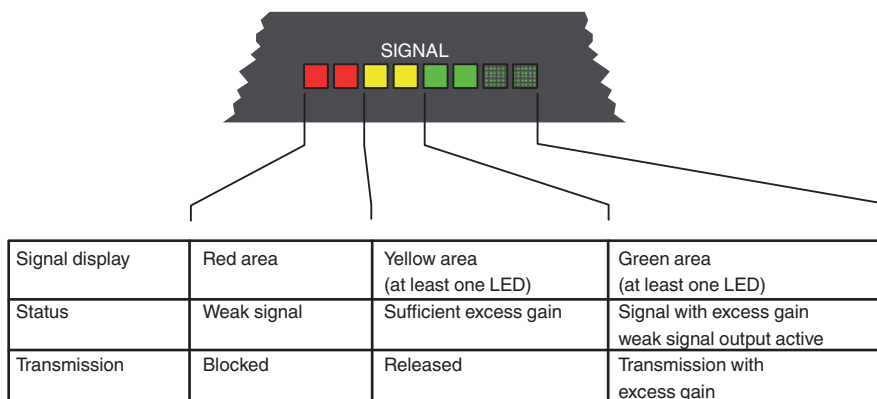 SIGNAL
Signal display
Red area
Yellow area
(at least one LED)
Green area
(at least one LED)
Status
Weak signal
Sufficient excess gain
Signal with excess gain
weak signal output active
Transmission
Blocked
Released
Transmission with
excess gain